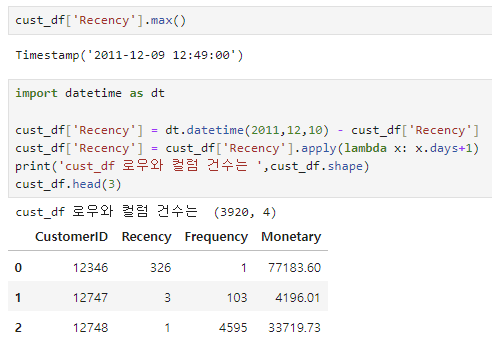 cust_df['Recency'].max()
Timestamp('2011-12-09 12:49:00')
import datetime as dt
cust_df['Recency'] = dt.datetime(2011,12,10) - cust_df['Recency']
cust_df['Recency'] = cust_df['Recency'].apply(lambda x: x.days+1)
print('cust_df 로우와 컬럼 건수는 ',cust_df.shape)
cust_df.head(3)
cust_df 로우와 컬럼 건수는  (3920, 4)
CustomerID Recency Frequency Monetary
0 12346 326 1 77183.60
1 12747 3 103 4196.01
2 12748 1 4595 33719.73